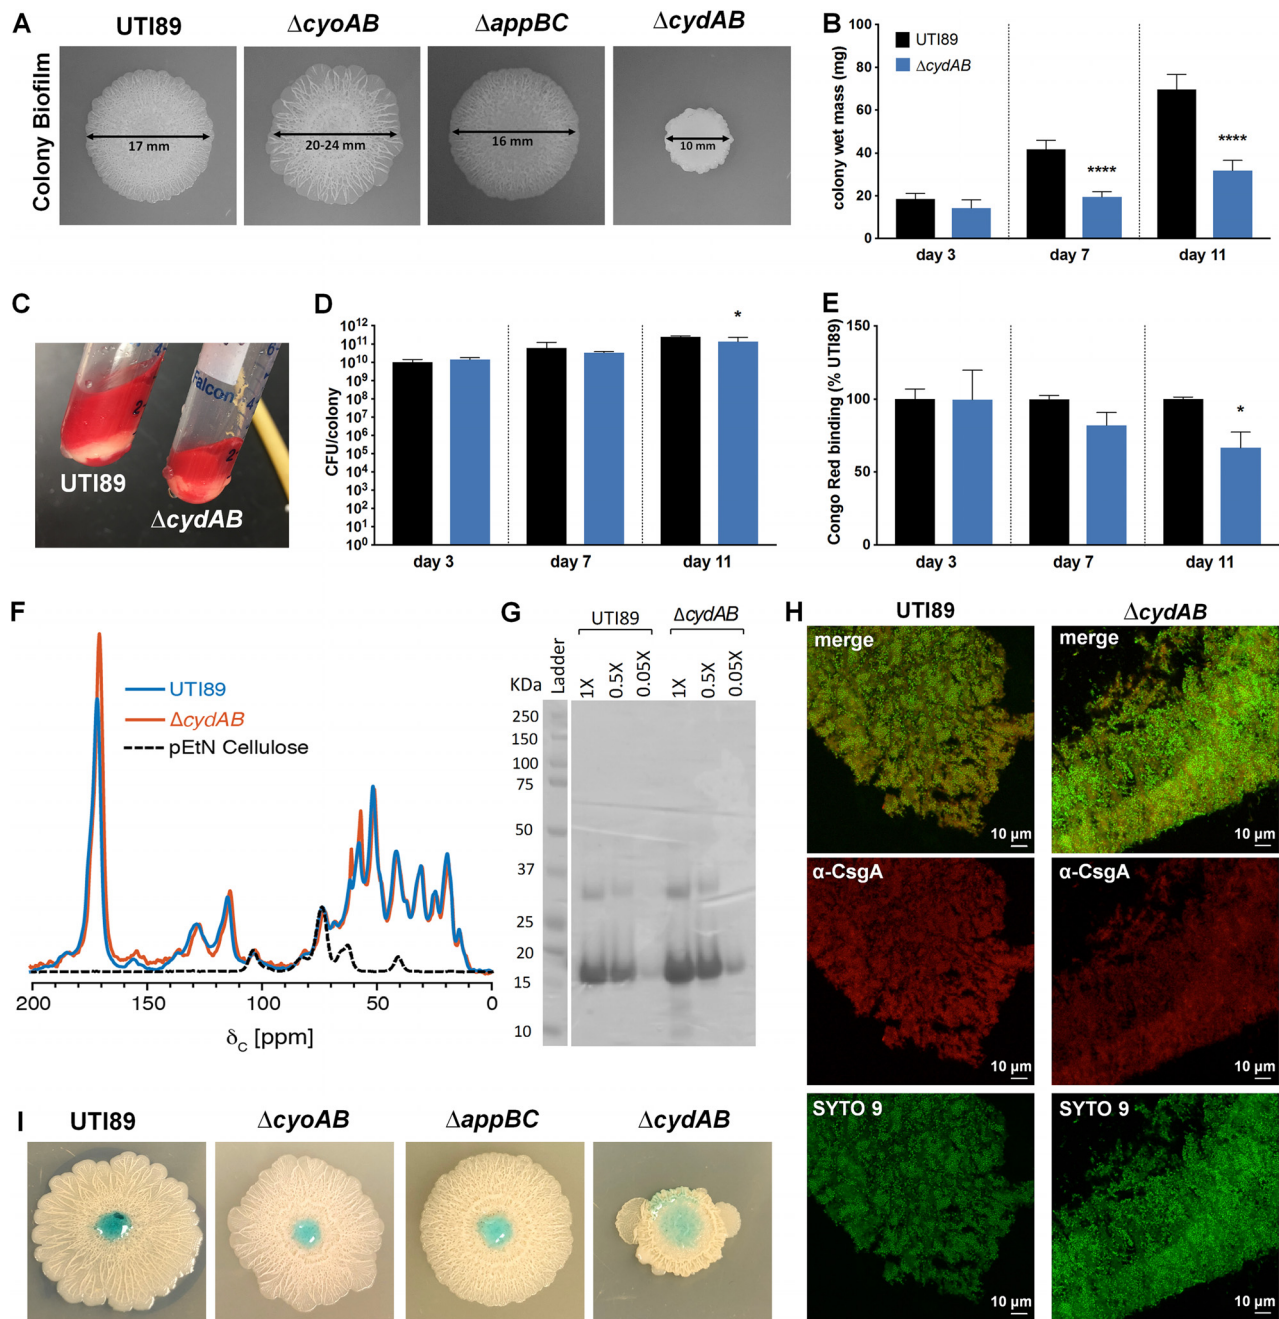 A
UTI89
ΔcyoAB
ΔappBC
ΔcydAB
Colony Biofilm
17 mm
20-24 mm
16 mm
10 mm
B
colony wet mass (mg)
100
80
60
40
20
0
UTI89
ΔcydAB
****
****
day 3
day 7
day 11
C
Falcon
UTI89
ΔcydAB
4
2
6
4
2
D
CFU/colony
10¹²
10¹¹
10¹⁰
10⁹
10⁸
10⁷
10⁶
10⁵
10⁴
10³
10²
10¹
10⁰
*
day 3
day 7
day 11
E
Congo Red binding (% UTI89)
150
100
50
0
*
day 3
day 7
day 11
F
UTI89
ΔcydAB
pEtN Cellulose
200
150
100
50
0
δC [ppm]
G
UTI89
ΔcydAB
KDa
Ladder
1X
0.5X
0.05X
1X
0.5X
0.05X
250
150
100
75
50
37
25
20
15
10
H
UTI89
ΔcydAB
merge
10 µm
merge
10 µm
α-CsgA
10 µm
α-CsgA
10 µm
SYTO 9
10 µm
SYTO 9
10 µm
I
UTI89
ΔcyoAB
ΔappBC
ΔcydAB